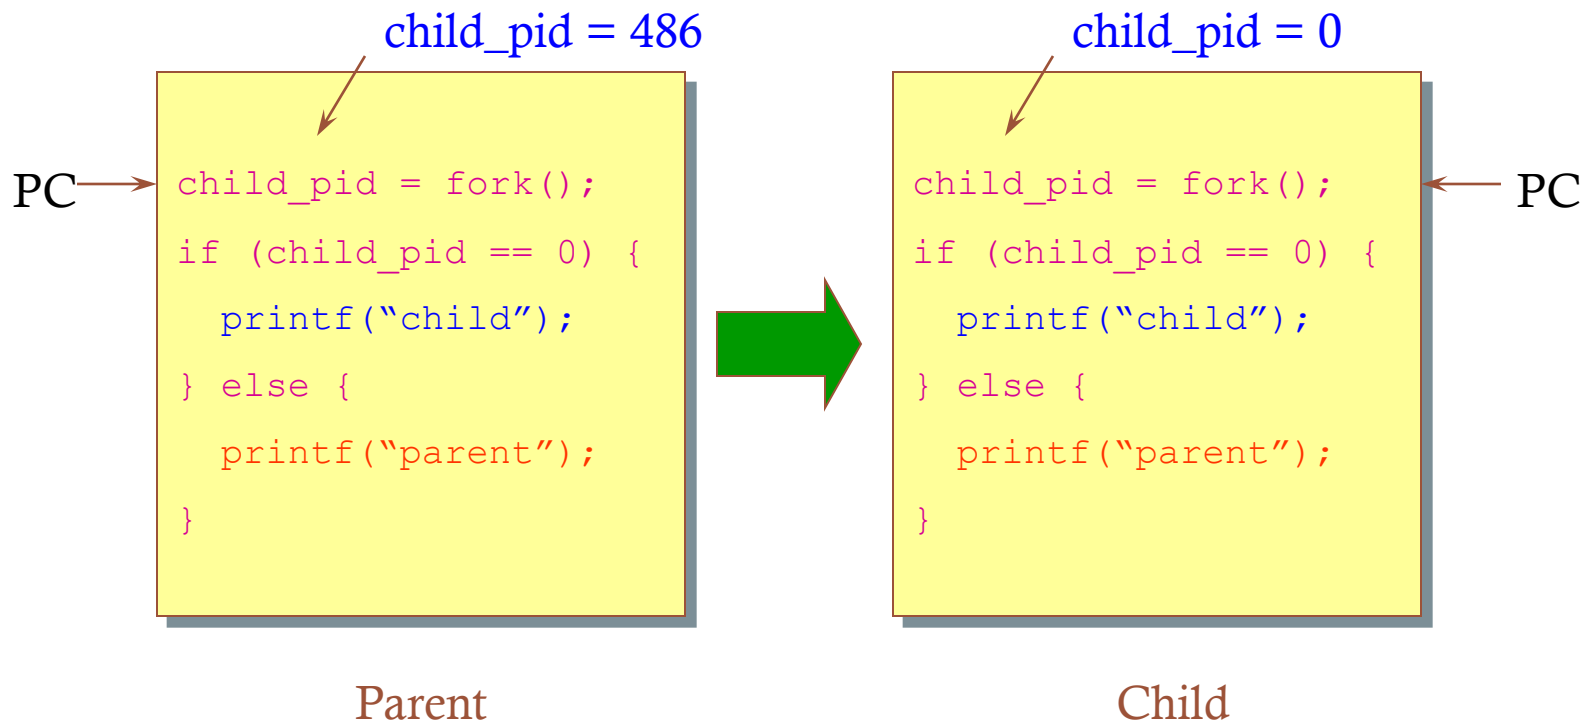 child_pid = 486
PC
child_pid = fork();
if (child_pid == 0) {
printf(“child”);
} else {
printf(“parent”);
}
Parent
child_pid = 0
child_pid = fork();
PC
if (child_pid == 0) {
printf(“child”);
} else {
printf(“parent”);
}
Child